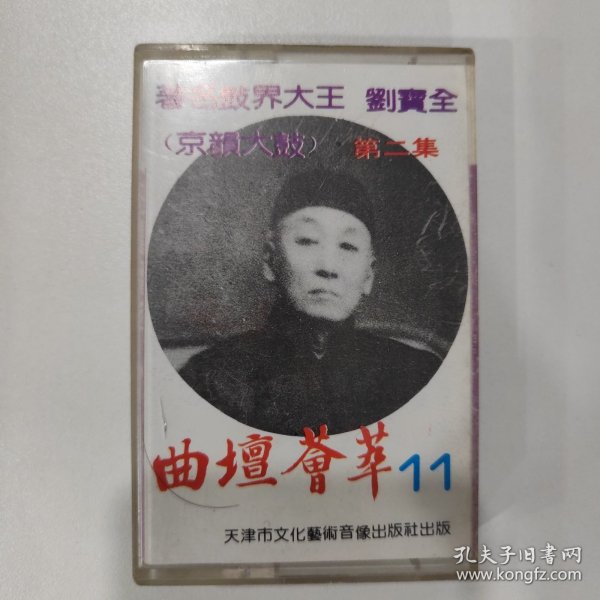 鼓界大王 劉寶全
（京韻大鼓）·第二集
曲壇薈萃11
天津市文化藝術音像出版社出版
孔夫子旧书网
www.kongfz.com